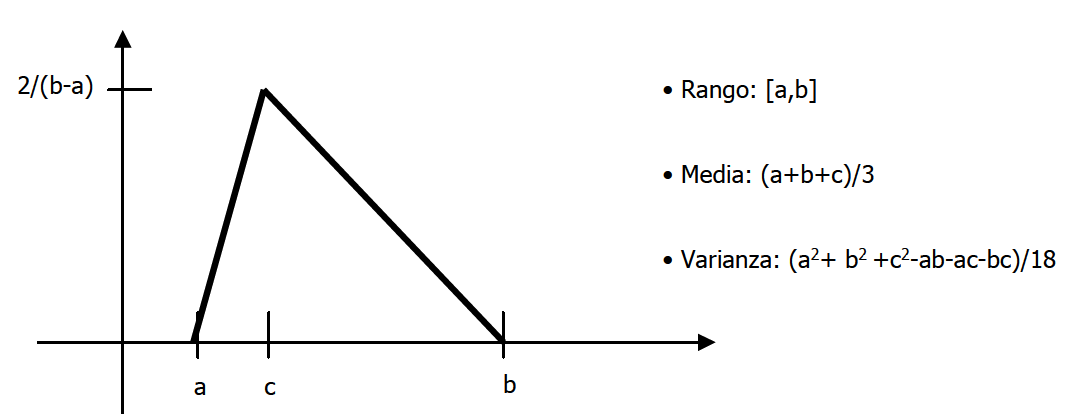 2/(b-a)
• Rango: [a,b]
• Media: (a+b+c)/3
• Varianza: (a²+ b² +c²-ab-ac-bc)/18
a c b